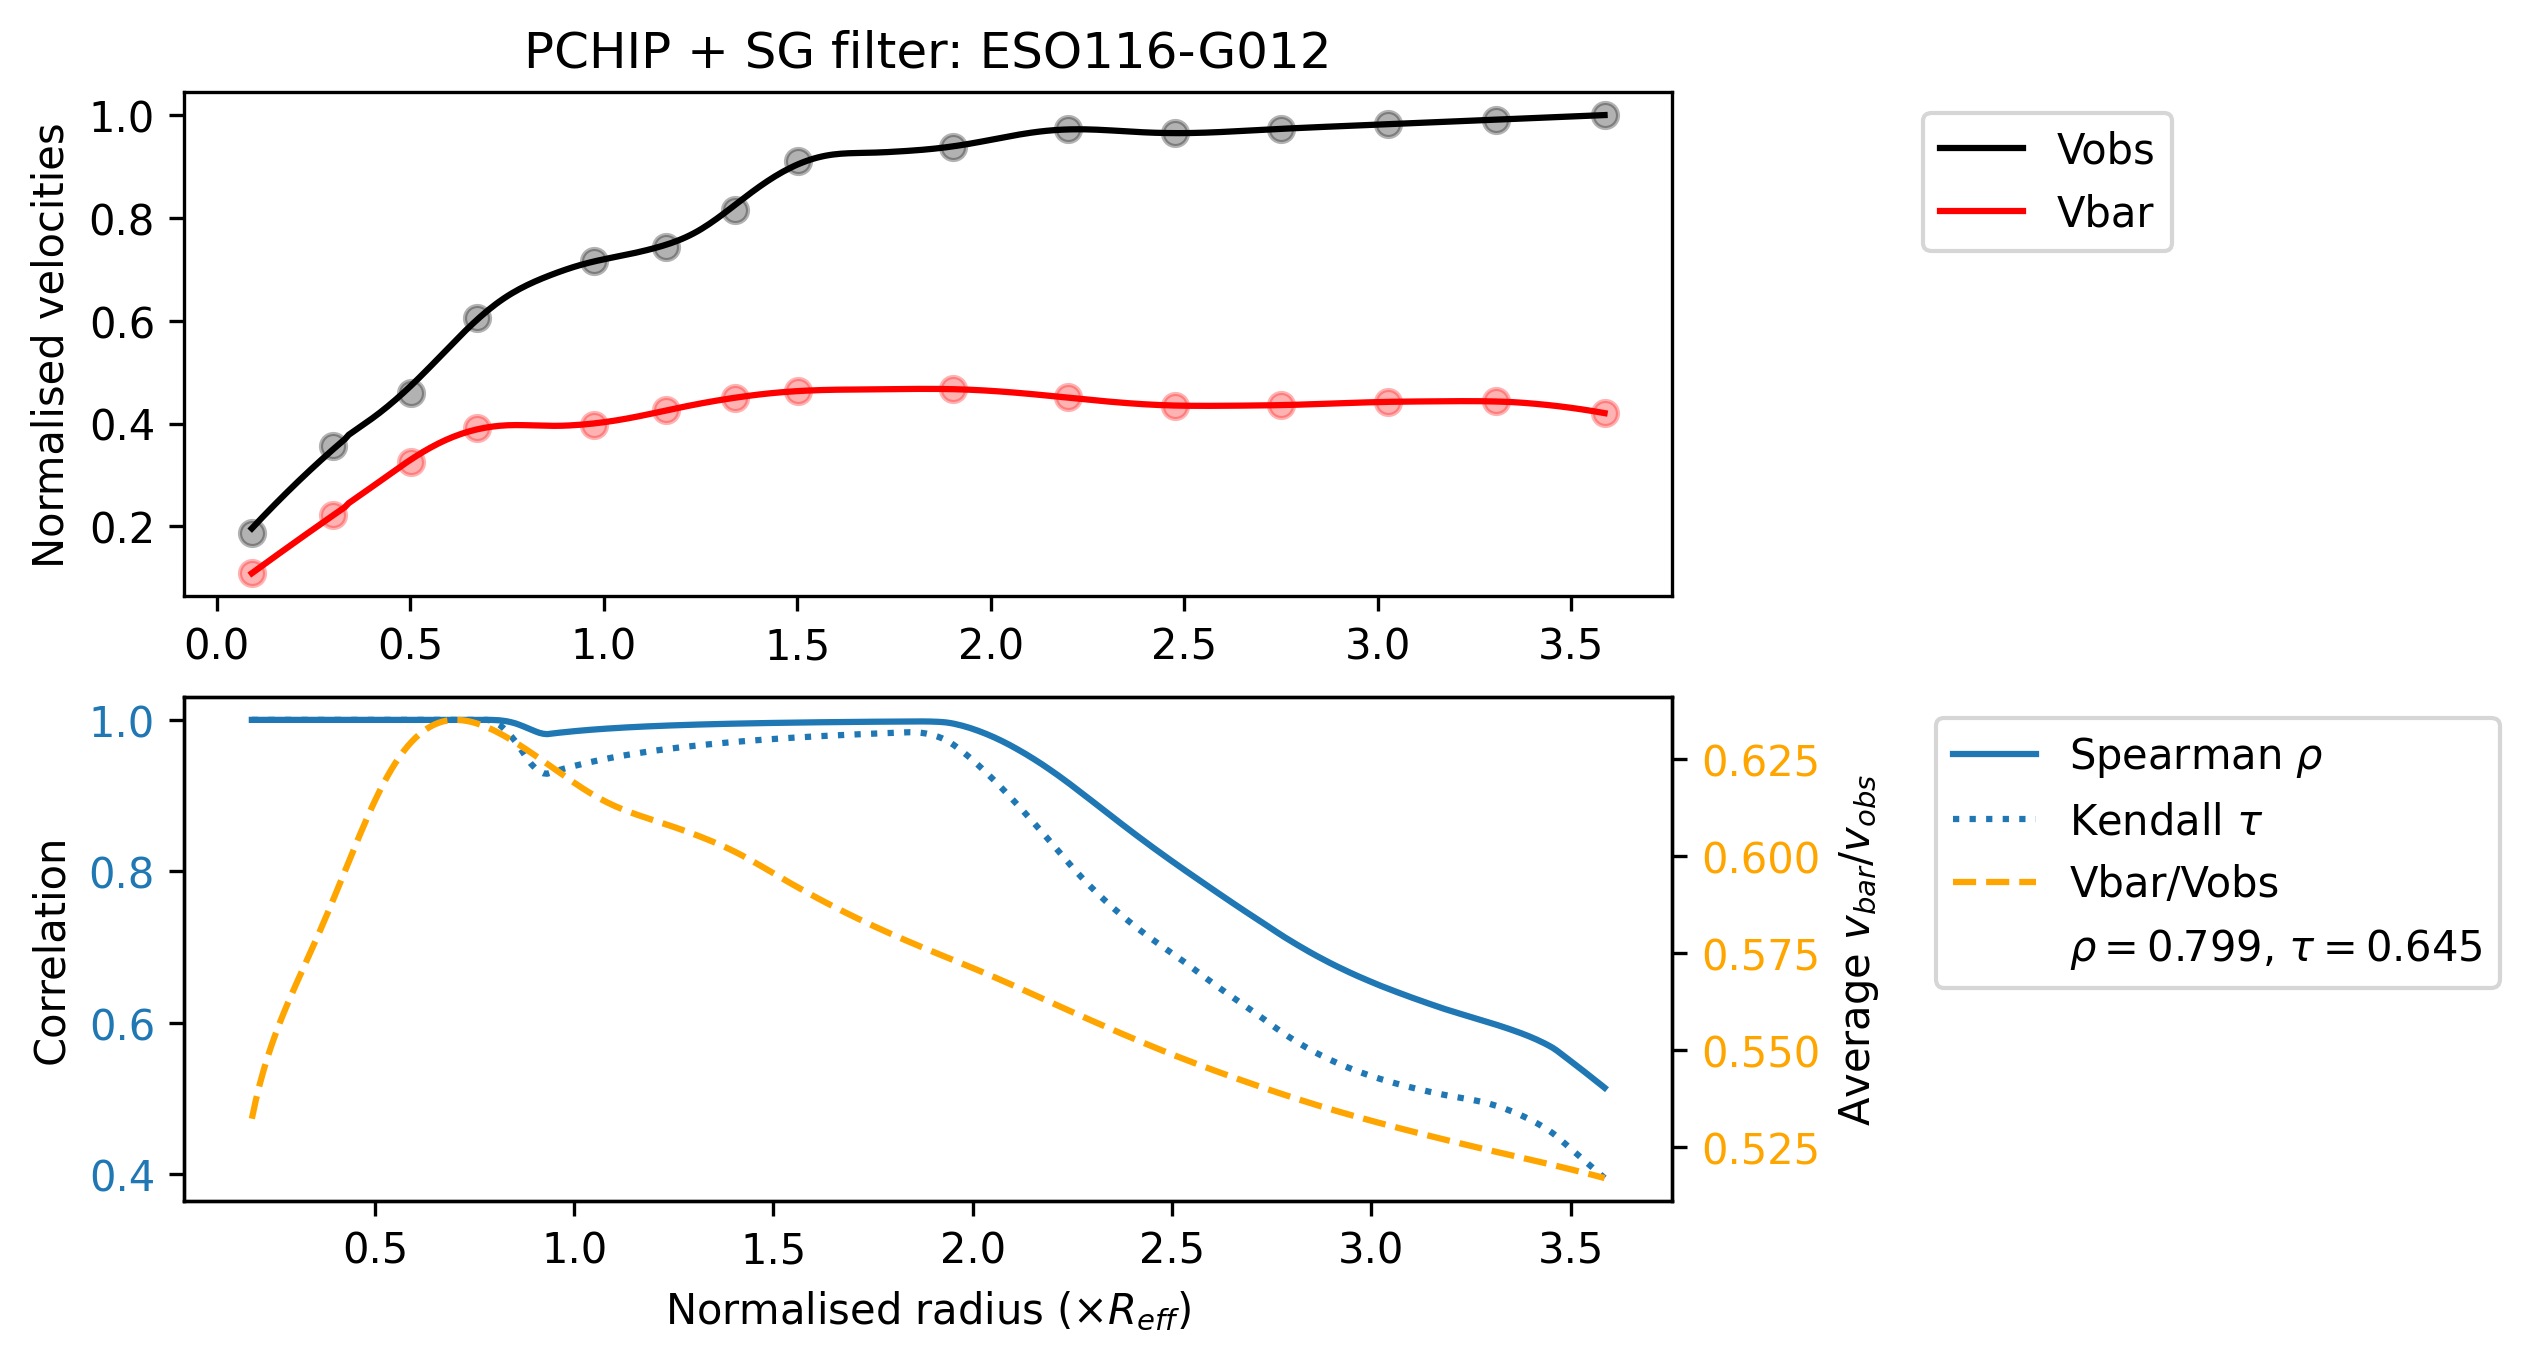 PCHIP + SG filter: ESO116-G012
Normalised velocities
1.0
0.8
0.6
0.4
0.2
0.0 0.5 1.0 1.5 2.0 2.5 3.0 3.5
Vobs
Vbar
Correlation
1.0
0.8
0.6
0.4
0.625
0.600
0.575
0.550
0.525
Average v_bar/v_obs
0.5 1.0 1.5 2.0 2.5 3.0 3.5
Normalised radius (×R_eff)
Spearman ρ
Kendall τ
Vbar/Vobs
ρ = 0.799, τ = 0.645